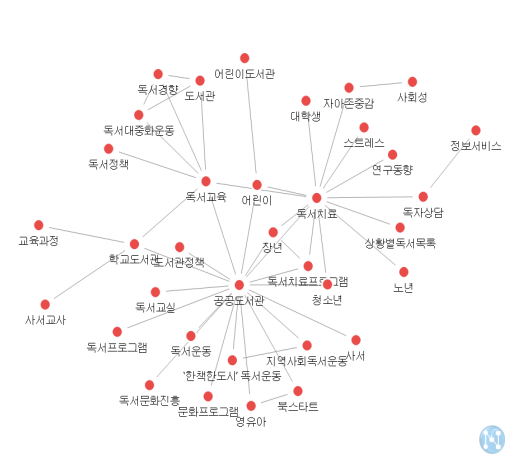 어린이도서관
독서경향
도서관
자아존중감
사회성
대학생
독서대중화운동
스트레스
정보서비스
독서정책
연구동향
독서교육
어린이
독서치료
독자상담
교육과정
장년
상황별독서목록
학교도서관
도서관정책
독서치료프로그램
노년
공공도서관
청소년
독서교실
사서교사
독서프로그램
독서운동
지역사회독서운동
사서
'한책한도시' 독서운동
독서문화진흥
문화프로그램
북스타트
영유아